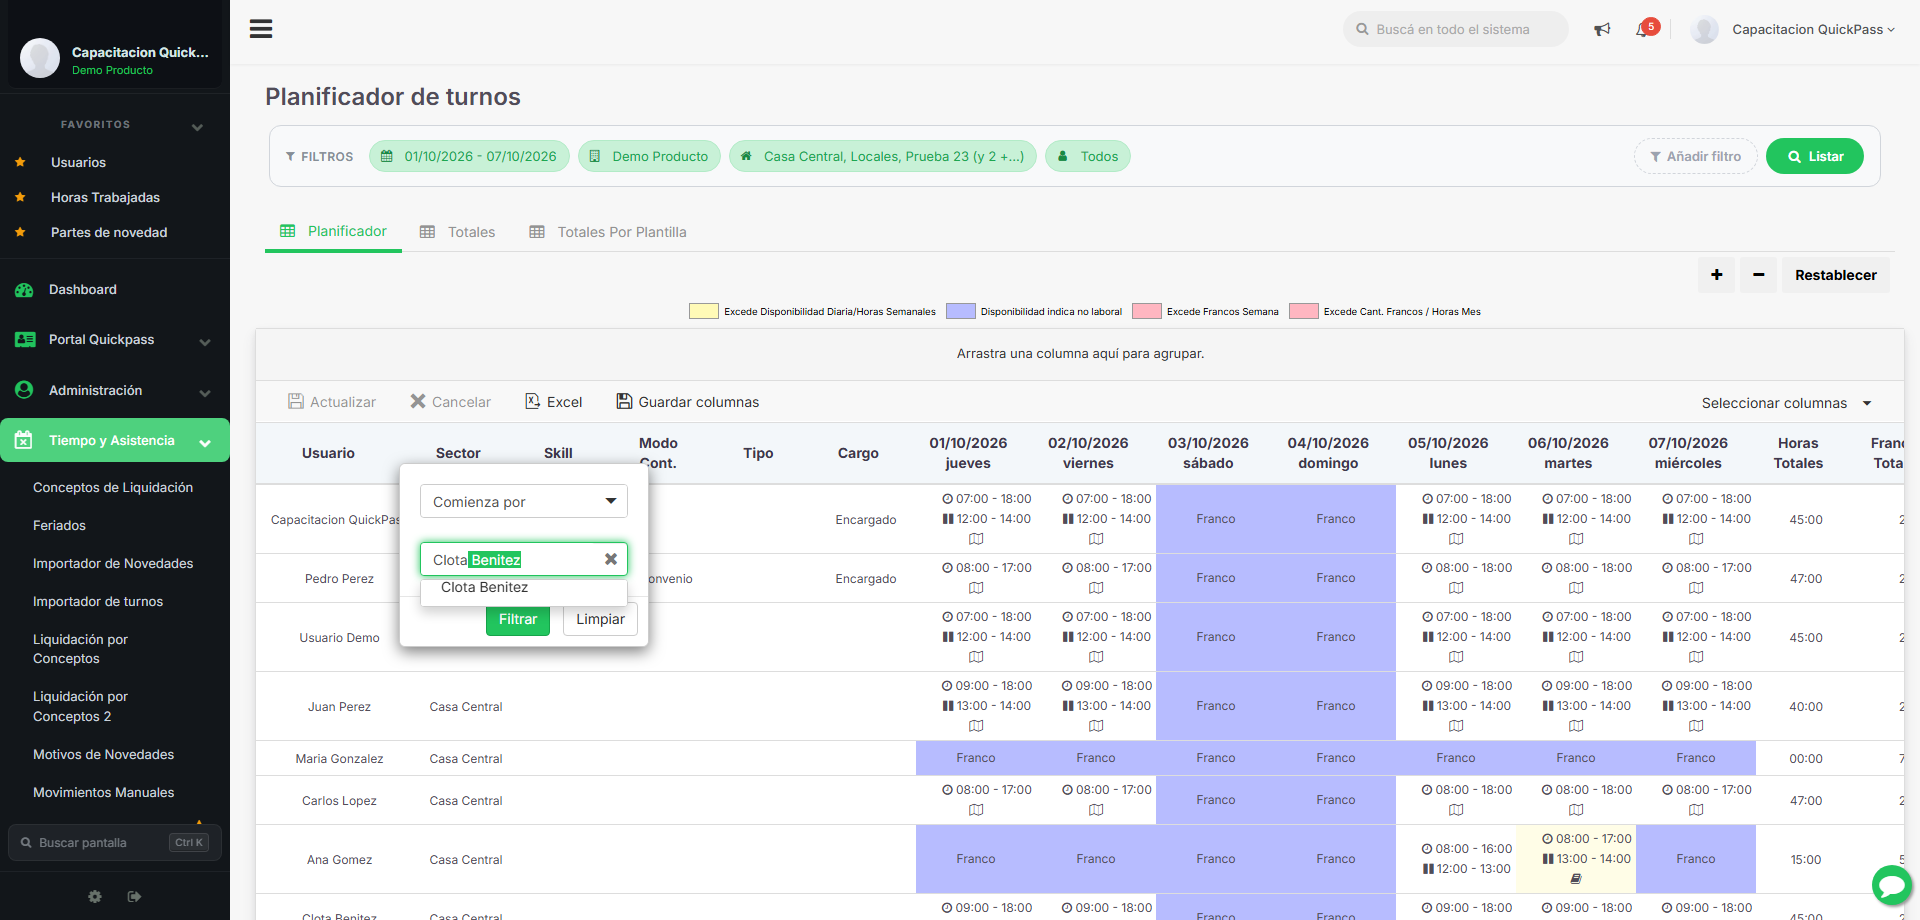 Capacitacion Quick...
Demo Producto
FAVORITOS
Usuarios
Horas Trabajadas
Partes de novedad
Dashboard
Portal Quickpass
Administración
Tiempo y Asistencia
Conceptos de Liquidación
Feriados
Importador de Novedades
Importador de turnos
Liquidación por
Conceptos
Liquidación por
Conceptos 2
Motivos de Novedades
Movimientos Manuales
Buscar pantalla Ctrl K
Buscá en todo el sistema 5 Capacitacion QuickPass
Planificador de turnos
FILTROS 01/10/2026 - 07/10/2026 Demo Producto Casa Central, Locales, Prueba 23 (y 2 +...) Todos Añadir filtro Listar
Planificador Totales Totales Por Plantilla
+ − Restablecer
Excede Disponibilidad Diaria/Horas Semanales Disponibilidad indica no laboral Excede Francos Semana Excede Cant. Francos / Horas Mes
Arrastra una columna aquí para agrupar.
Actualizar Cancelar Excel Guardar columnas Seleccionar columnas
Usuario Sector Skill Modo Cont. Tipo Cargo 01/10/2026 jueves 02/10/2026 viernes 03/10/2026 sábado 04/10/2026 domingo 05/10/2026 lunes 06/10/2026 martes 07/10/2026 miércoles Horas Totales
Comienza por
Clota Benitez
Clota Benitez
Filtrar Limpiar
07:00 - 18:00 07:00 - 18:00 07:00 - 18:00 07:00 - 18:00 07:00 - 18:00
Capacitacion QuickPas Encargado 12:00 - 14:00 12:00 - 14:00 Franco Franco 12:00 - 14:00 12:00 - 14:00 12:00 - 14:00 45:00 2
08:00 - 17:00 08:00 - 17:00 08:00 - 18:00 08:00 - 18:00 08:00 - 17:00
Pedro Perez onvenio Encargado Franco Franco 47:00 2
07:00 - 18:00 07:00 - 18:00 07:00 - 18:00 07:00 - 18:00 07:00 - 18:00
Usuario Demo 12:00 - 14:00 12:00 - 14:00 Franco Franco 12:00 - 14:00 12:00 - 14:00 12:00 - 14:00 45:00 2
09:00 - 18:00 09:00 - 18:00 09:00 - 18:00 09:00 - 18:00 09:00 - 18:00
Juan Perez Casa Central 13:00 - 14:00 13:00 - 14:00 Franco Franco 13:00 - 14:00 13:00 - 14:00 13:00 - 14:00 40:00 2
Maria Gonzalez Casa Central Franco Franco Franco Franco Franco Franco Franco 00:00 7
08:00 - 17:00 08:00 - 17:00 08:00 - 18:00 08:00 - 18:00 08:00 - 17:00
Carlos Lopez Casa Central Franco Franco 47:00 2
08:00 - 16:00 08:00 - 17:00
Ana Gomez Casa Central Franco Franco Franco Franco 12:00 - 13:00 13:00 - 14:00 Franco 15:00 5
09:00 - 18:00 09:00 - 18:00 09:00 - 18:00 09:00 - 18:00 09:00 - 18:00
Clota Benitez Casa Central Franco Franco 45:00